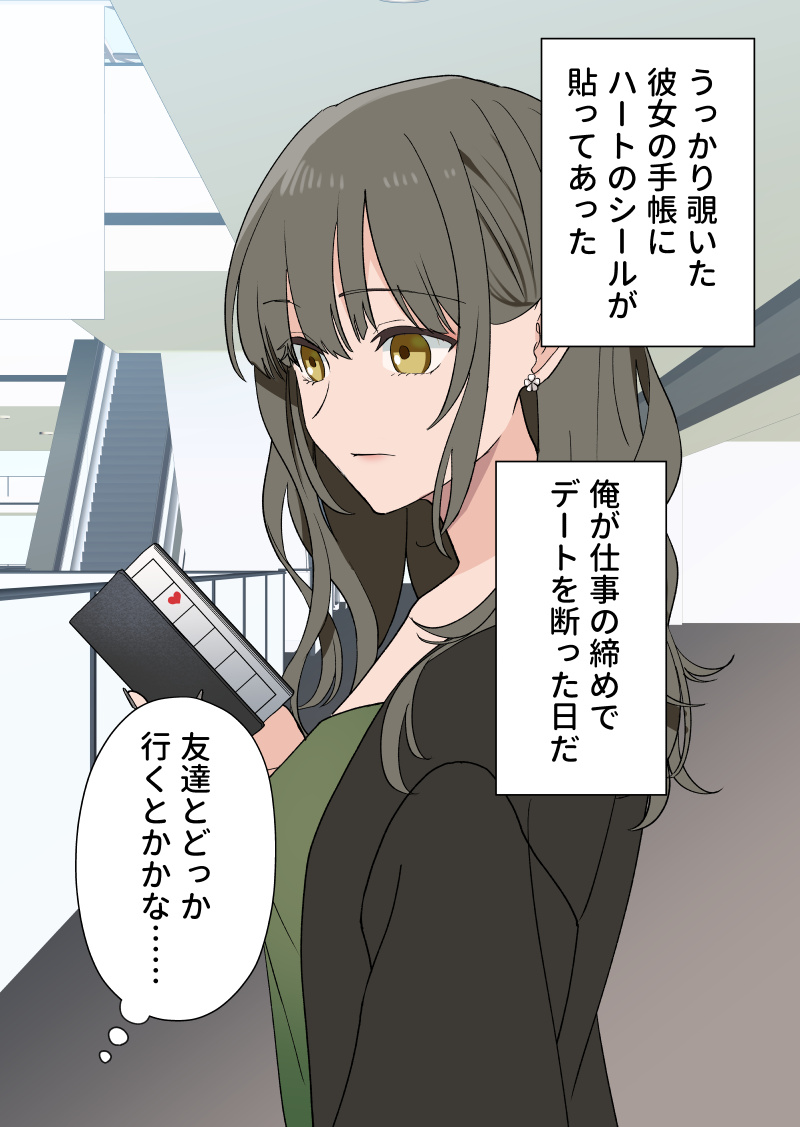 うっかり覗いた
彼女の手帳に
ハートのシールが
貼ってあった
俺が仕事の締めで
デートを断った日だ
友達とどっか
行くとかかな……